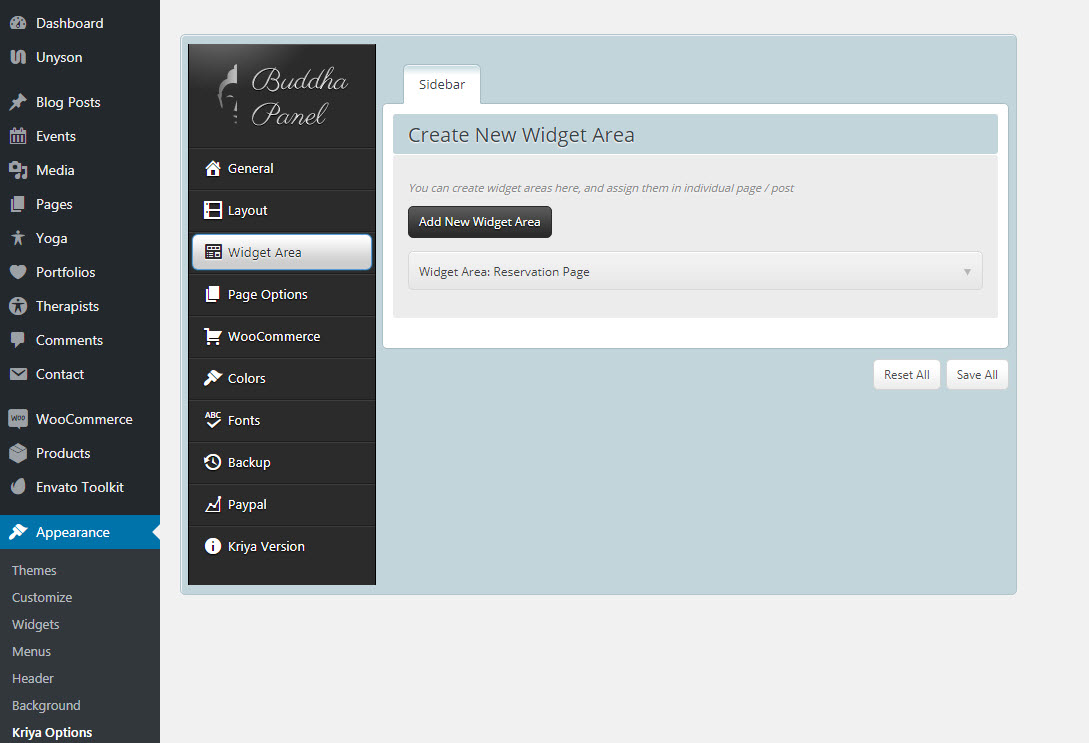 Dashboard
Unyson
Blog Posts
Events
Media
Pages
Yoga
Portfolios
Therapists
Comments
Contact
WOO
WooCommerce
Products
Envato Toolkit
Appearance
Themes
Customize
Widgets
Menus
Header
Background
Kriya Options
Buddha
Panel
General
Layout
Widget Area
Page Options
WooCommerce
Colors
ABC
Fonts
Backup
Paypal
Kriya Version
Sidebar
Create New Widget Area
You can create widget areas here, and assign them in individual page / post
Add New Widget Area
Widget Area: Reservation Page
Reset All
Save All